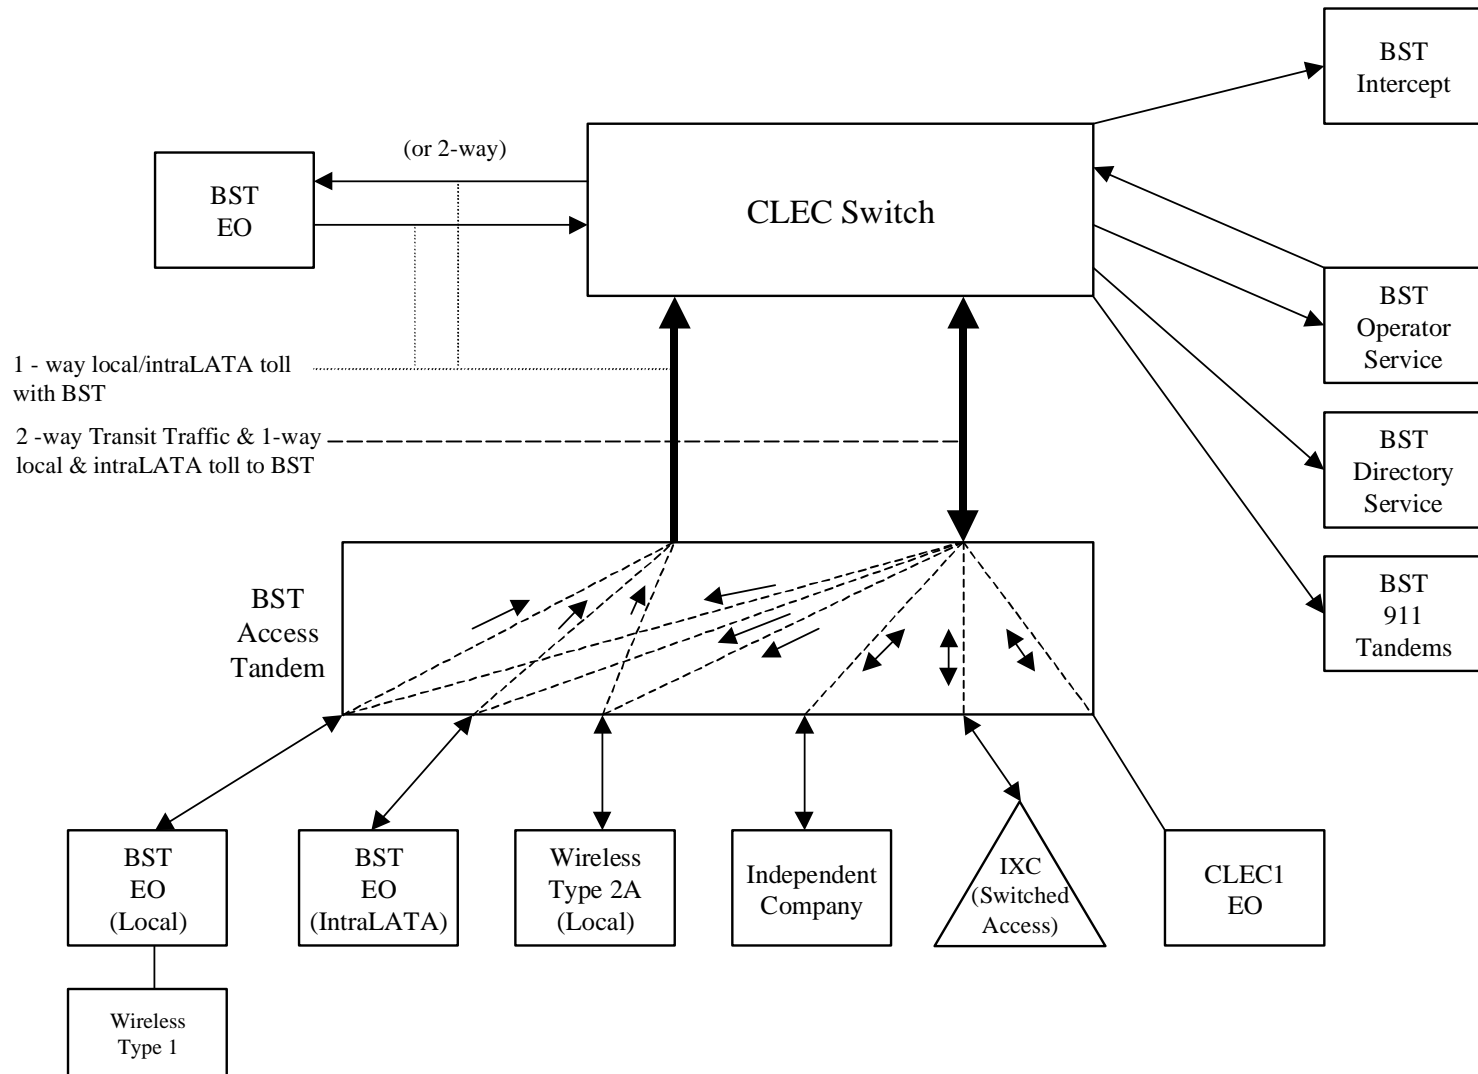 BST
Intercept
(or 2-way)
BST
EO
CLEC Switch
BST
Operator
Service
1 - way local/intraLATA toll
with BST
2 -way Transit Traffic & 1-way
local & intraLATA toll to BST
BST
Directory
Service
BST
Access
Tandem
BST
911
Tandems
BST
EO
(Local)
BST
EO
(IntraLATA)
Wireless
Type 2A
(Local)
Independent
Company
IXC
(Switched
Access)
CLEC1
EO
Wireless
Type 1